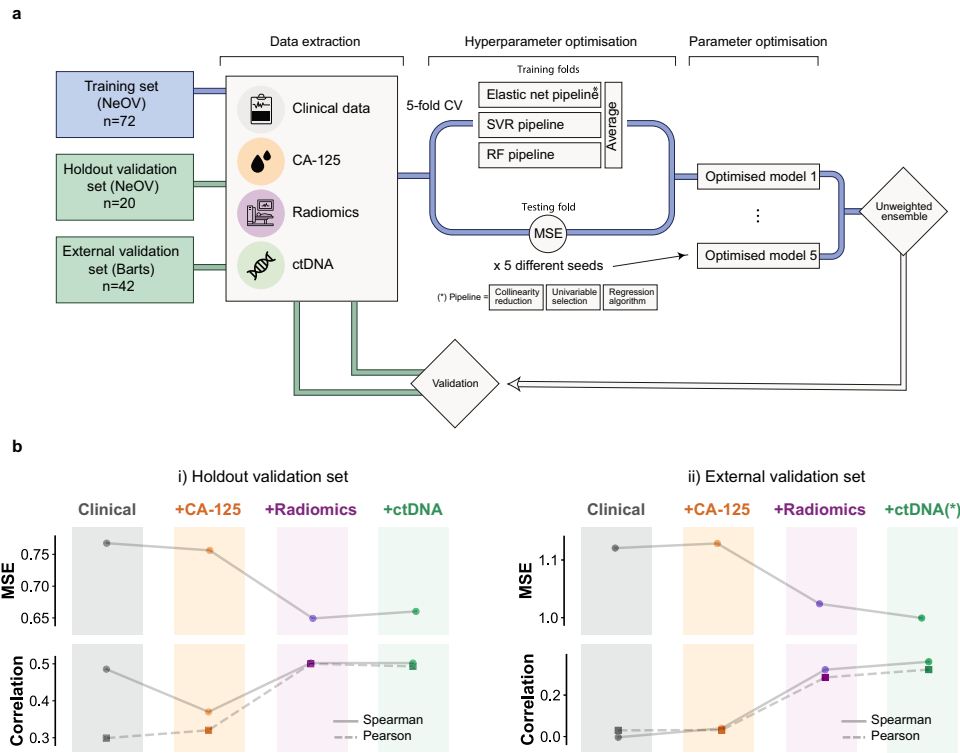 a
Data extraction
Hyperparameter optimisation
Parameter optimisation
Training set
(NeOV)
n=72
Holdout validation
set (NeOV)
n=20
External validation
set (Barts)
n=42
Clinical data
CA-125
Radiomics
ctDNA
5-fold CV
Training folds
Elastic net pipeline*
SVR pipeline
RF pipeline
Average
Testing fold
MSE
x 5 different seeds
(*) Pipeline =
Collinearity
reduction
Univariable
selection
Regression
algorithm
Optimised model 1
⋮
Optimised model 5
Unweighted
ensemble
Validation
b
i) Holdout validation set
Clinical
+CA-125
+Radiomics
+ctDNA
MSE
0.75
0.70
0.65
Correlation
0.5
0.4
0.3
Spearman
Pearson
ii) External validation set
Clinical
+CA-125
+Radiomics
+ctDNA(*)
MSE
1.1
1.0
Correlation
0.2
0.0
Spearman
Pearson